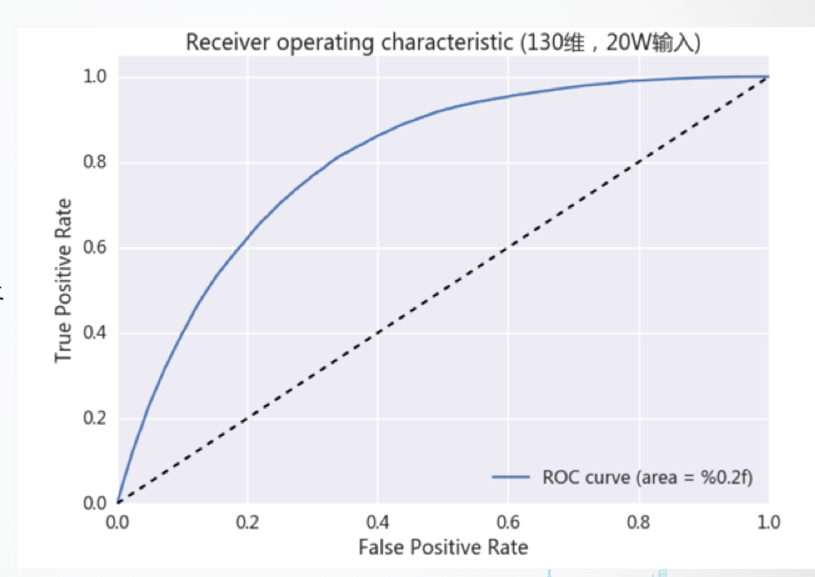 Receiver operating characteristic (130维，20W输入)
1.0
0.8
0.6
0.4
0.2
0.0
True Positive Rate
ROC curve (area = %0.2f)
0.0 0.2 0.4 0.6 0.8 1.0
False Positive Rate